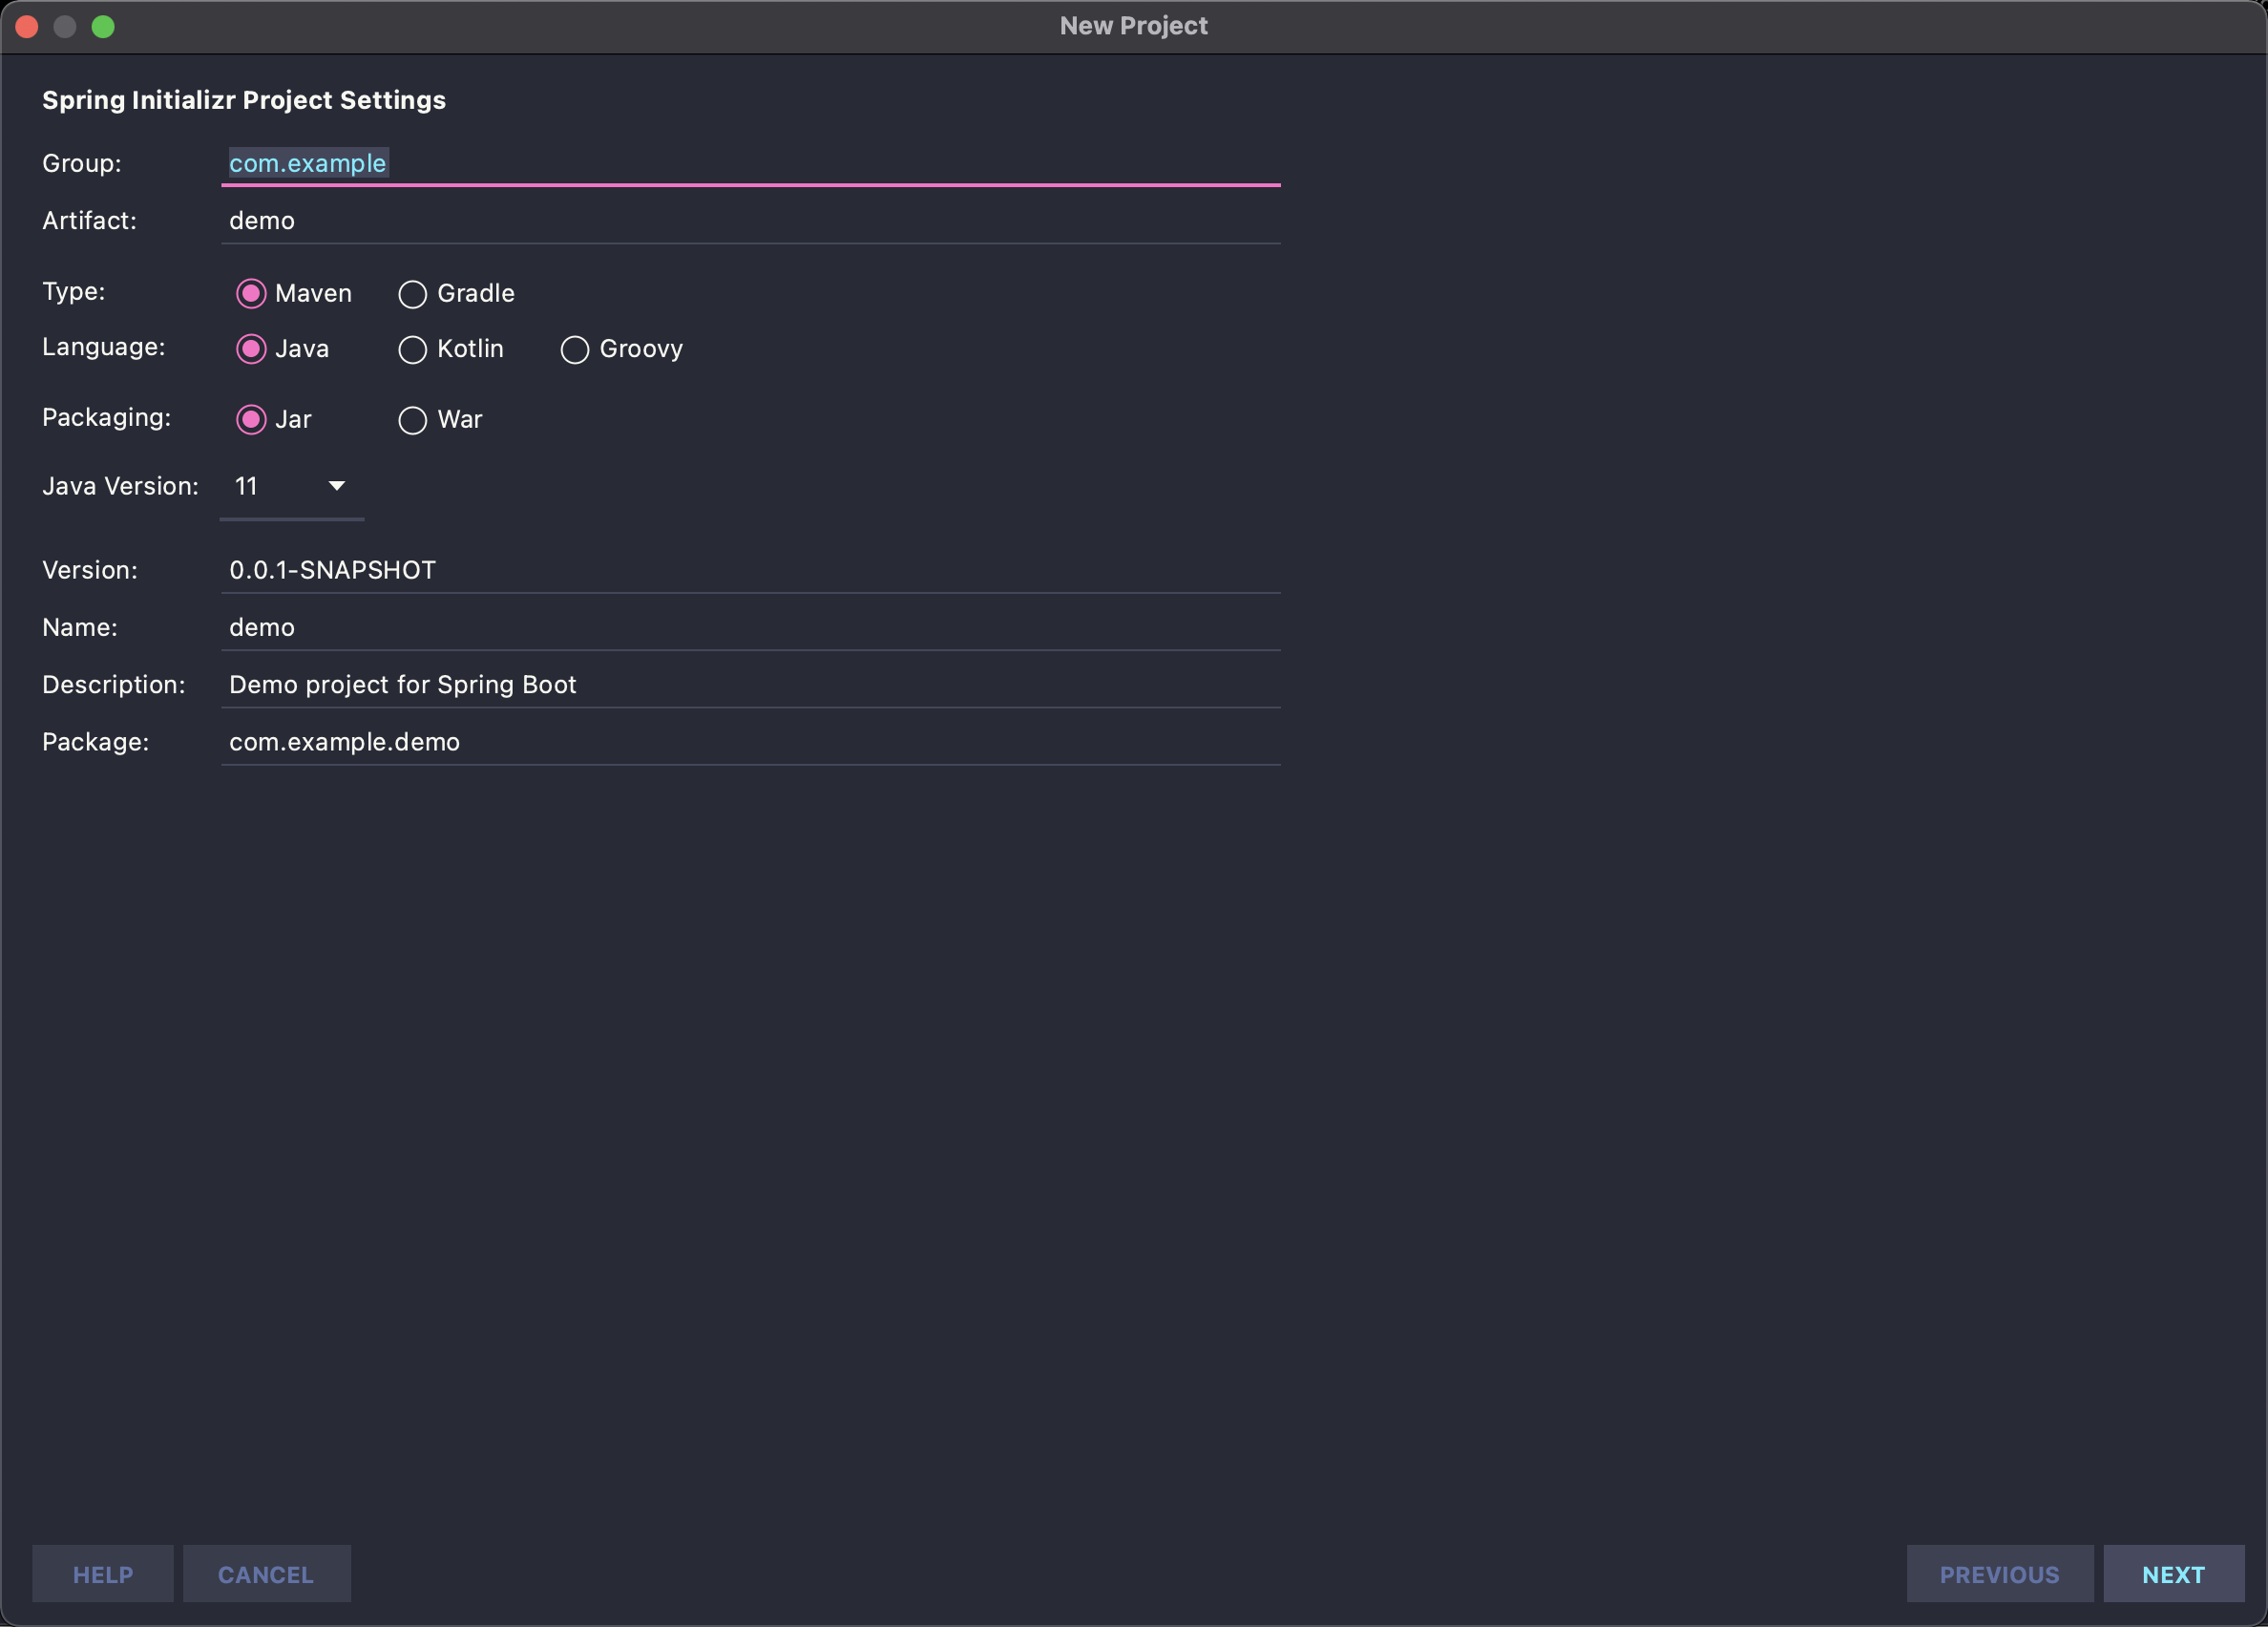 New Project
Spring Initializr Project Settings
Group: com.example
Artifact: demo
Type: Maven Gradle
Language: Java Kotlin Groovy
Packaging: Jar War
Java Version: 11
Version: 0.0.1-SNAPSHOT
Name: demo
Description: Demo project for Spring Boot
Package: com.example.demo
HELP CANCEL PREVIOUS NEXT